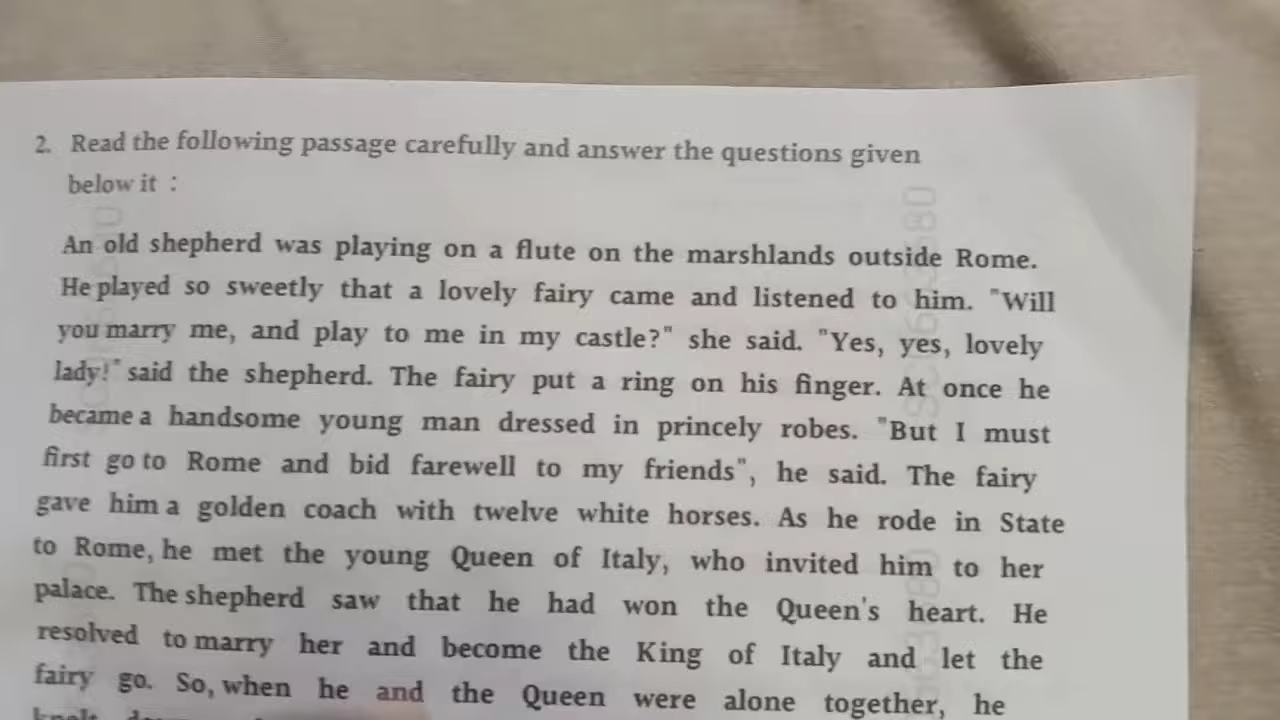 2. Read the following passage carefully and answer the questions given
below it :
An old shepherd was playing on a flute on the marshlands outside Rome.
He played so sweetly that a lovely fairy came and listened to him. "Will
you marry me, and play to me in my castle?" she said. "Yes, yes, lovely
lady!" said the shepherd. The fairy put a ring on his finger. At once he
became a handsome young man dressed in princely robes. "But I must
first go to Rome and bid farewell to my friends", he said. The fairy
gave him a golden coach with twelve white horses. As he rode in State
to Rome, he met the young Queen of Italy, who invited him to her
palace. The shepherd saw that he had won the Queen's heart. He
resolved to marry her and become the King of Italy and let the
fairy go. So, when he and the Queen were alone together, he
knelt